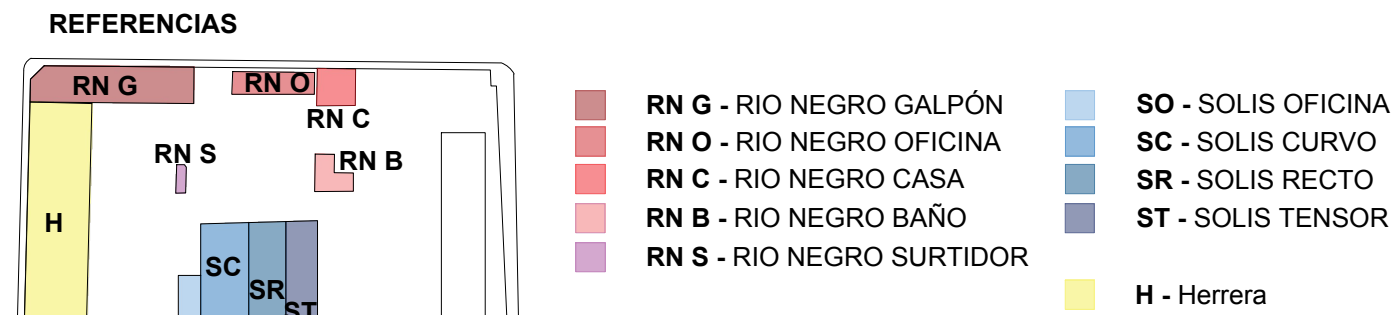 REFERENCIAS
RN G
RN O
RN C
RN S
RN B
H
SC
SR
ST
RN G - RIO NEGRO GALPÓN
RN O - RIO NEGRO OFICINA
RN C - RIO NEGRO CASA
RN B - RIO NEGRO BAÑO
RN S - RIO NEGRO SURTIDOR
SO - SOLIS OFICINA
SC - SOLIS CURVO
SR - SOLIS RECTO
ST - SOLIS TENSOR
H - Herrera